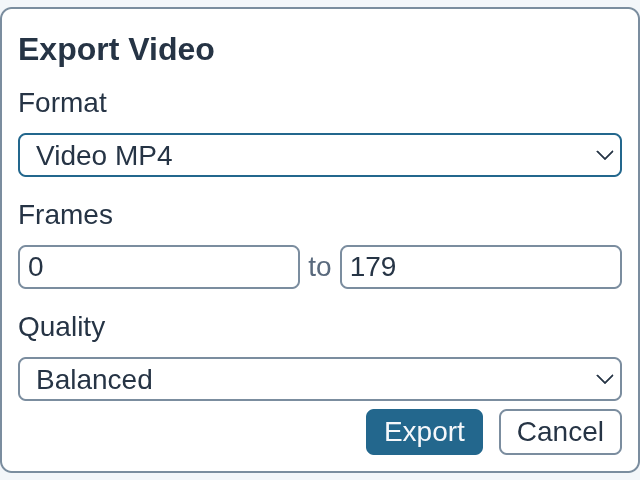 Export Video
Format
Video MP4
Frames
0 to 179
Quality
Balanced
Export Cancel